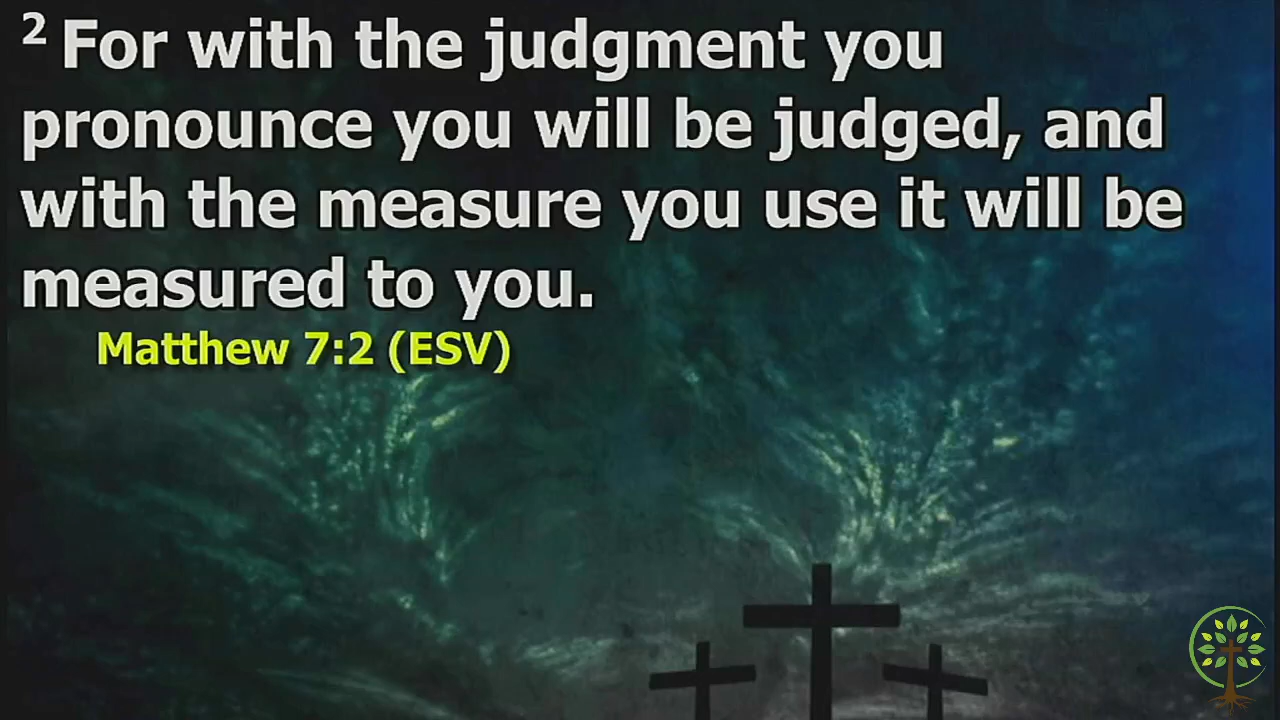 2 For with the judgment you
pronounce you will be judged, and
with the measure you use it will be
measured to you.
Matthew 7:2 (ESV)